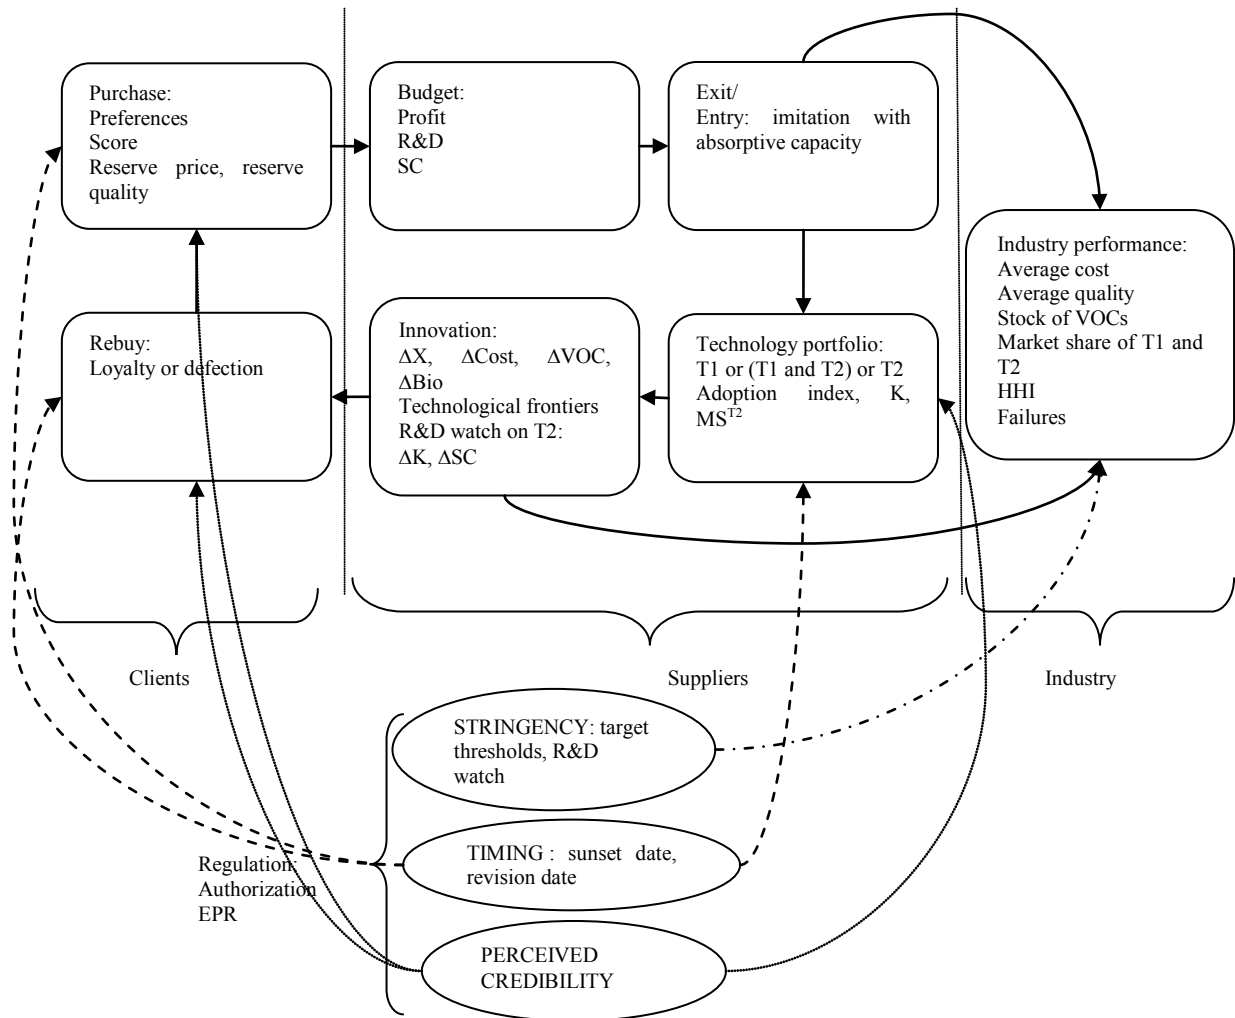 Purchase:
Preferences
Score
Reserve price, reserve
quality
Budget:
Profit
R&D
SC
Exit/
Entry: imitation with
absorptive capacity
Industry performance:
Average cost
Average quality
Stock of VOCs
Market share of T1 and
T2
HHI
Failures
Rebuy:
Loyalty or defection
Innovation:
ΔX, ΔCost, ΔVOC,
ΔBio
Technological frontiers
R&D watch on T2:
ΔK, ΔSC
Technology portfolio:
T1 or (T1 and T2) or T2
Adoption index, K,
MS^T2
Clients
Suppliers
Industry
STRINGENCY: target
thresholds, R&D
watch
TIMING : sunset date,
revision date
Regulation:
Authorization
EPR
PERCEIVED
CREDIBILITY